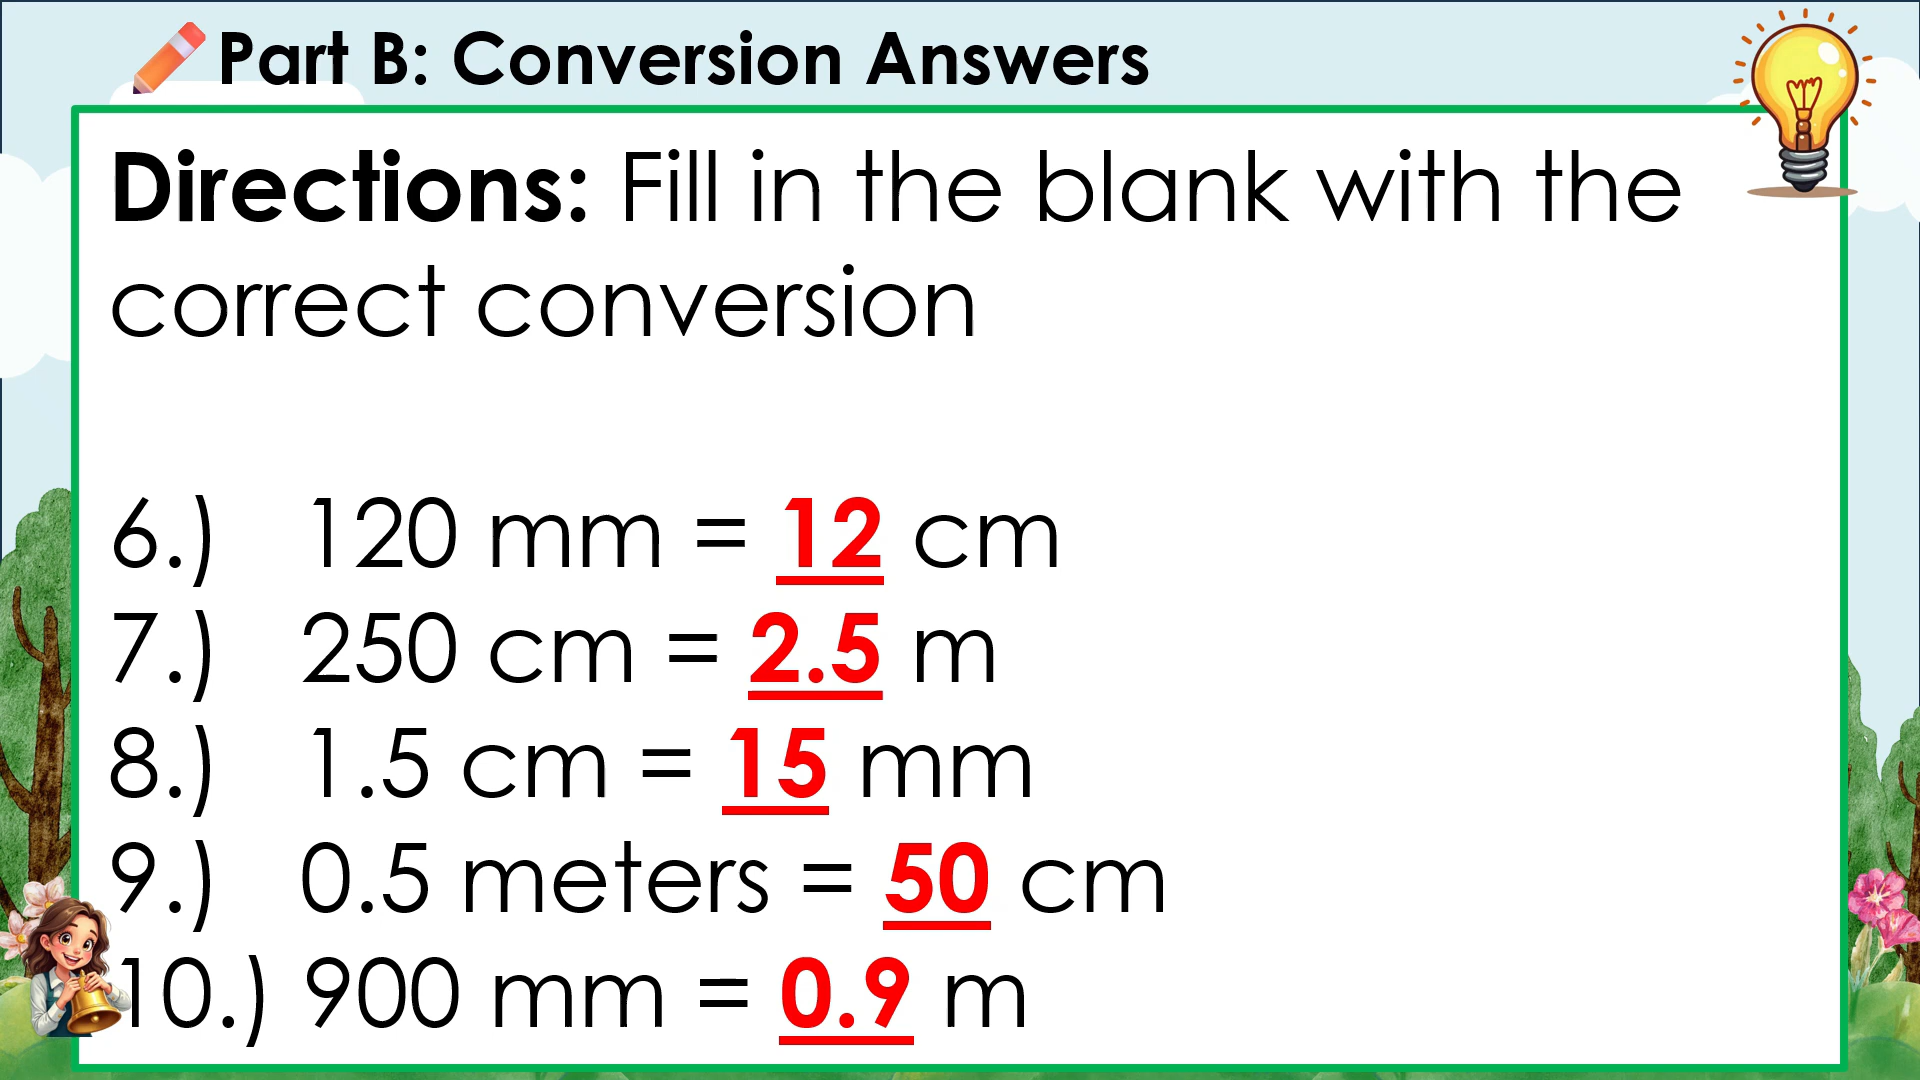 Part B: Conversion Answers
Directions: Fill in the blank with the
correct conversion
6.) 120 mm = 12 cm
7.) 250 cm = 2.5 m
8.) 1.5 cm = 15 mm
9.) 0.5 meters = 50 cm
10.) 900 mm = 0.9 m